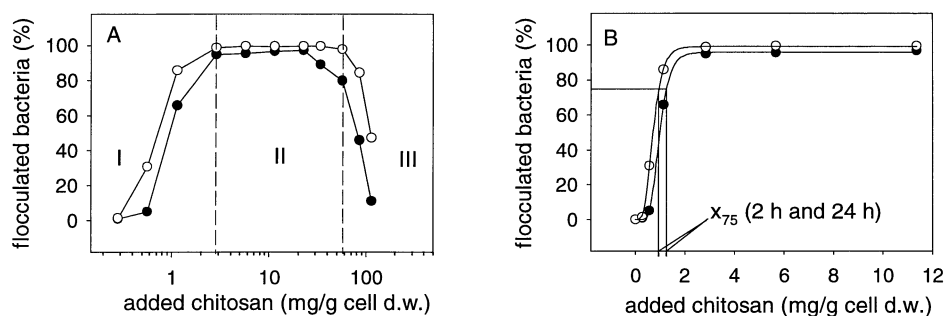 A
flocculated bacteria (%)
100
80
60
40
20
0
I
II
III
1
10
100
added chitosan (mg/g cell d.w.)
B
flocculated bacteria (%)
100
80
60
40
20
0
x75 (2 h and 24 h)
0
2
4
6
8
10
12
added chitosan (mg/g cell d.w.)